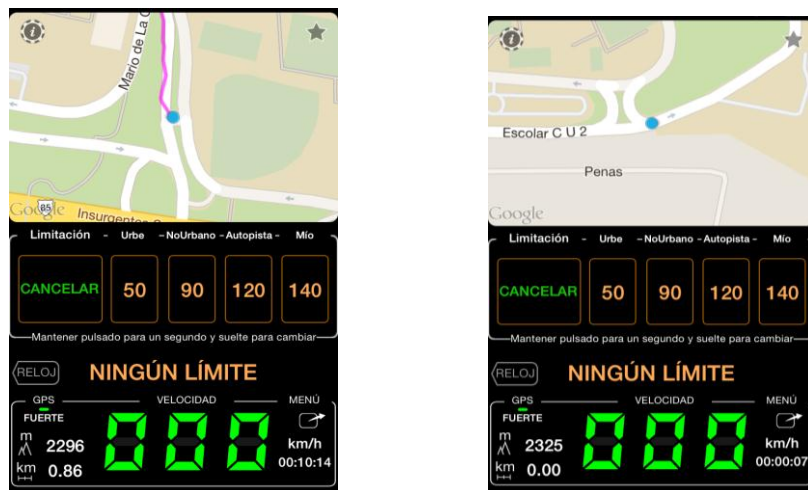 Mario de La C
85
Google
Insurgentes
Limitación - Urbe - NoUrbano - Autopista - Mío
CANCELAR 50 90 120 140
Mantener pulsado para un segundo y suelte para cambiar
RELOJ NINGÚN LÍMITE
GPS VELOCIDAD MENÚ
FUERTE
000
m 2296 km/h
km 0.86 00:10:14
Escolar C U 2
Penas
Google
Limitación - Urbe - NoUrbano - Autopista - Mío
CANCELAR 50 90 120 140
Mantener pulsado para un segundo y suelte para cambiar
RELOJ NINGÚN LÍMITE
GPS VELOCIDAD MENÚ
FUERTE
000
m 2325 km/h
km 0.00 00:00:07